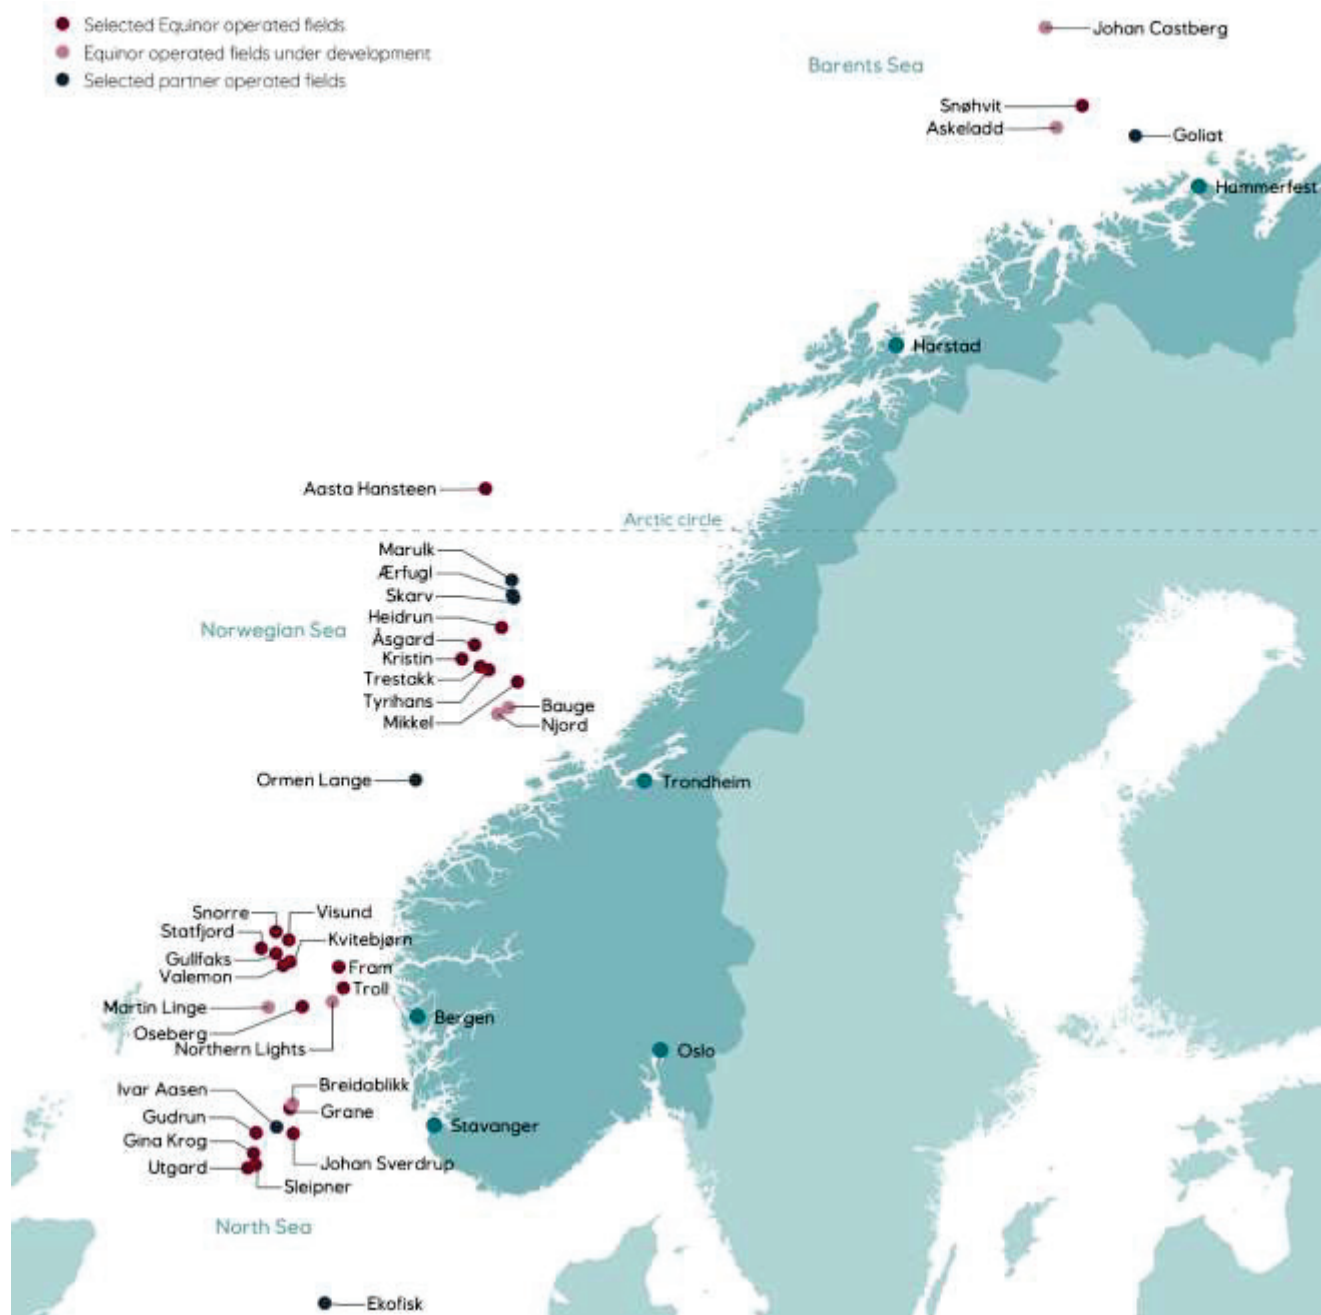 Selected Equinor operated fields
Equinor operated fields under development
Selected partner operated fields
Johan Castberg
Barents Sea
Snøhvit
Askeladd
Goliat
Hammerfest
Harstad
Aasta Hansteen
Arctic circle
Marulk
Ærfugl
Skarv
Heidrun
Norwegian Sea
Åsgard
Kristin
Trestakk
Tyrihans
Mikkel
Bauge
Njord
Ormen Lange
Trondheim
Snorre
Visund
Statfjord
Kvitebjørn
Gullfaks
Valemon
Fram
Troll
Martin Linge
Oseberg
Northern Lights
Bergen
Oslo
Ivar Aasen
Breidablikk
Gudrun
Grane
Stavanger
Gina Krog
Utgard
Johan Sverdrup
Sleipner
North Sea
Ekofisk